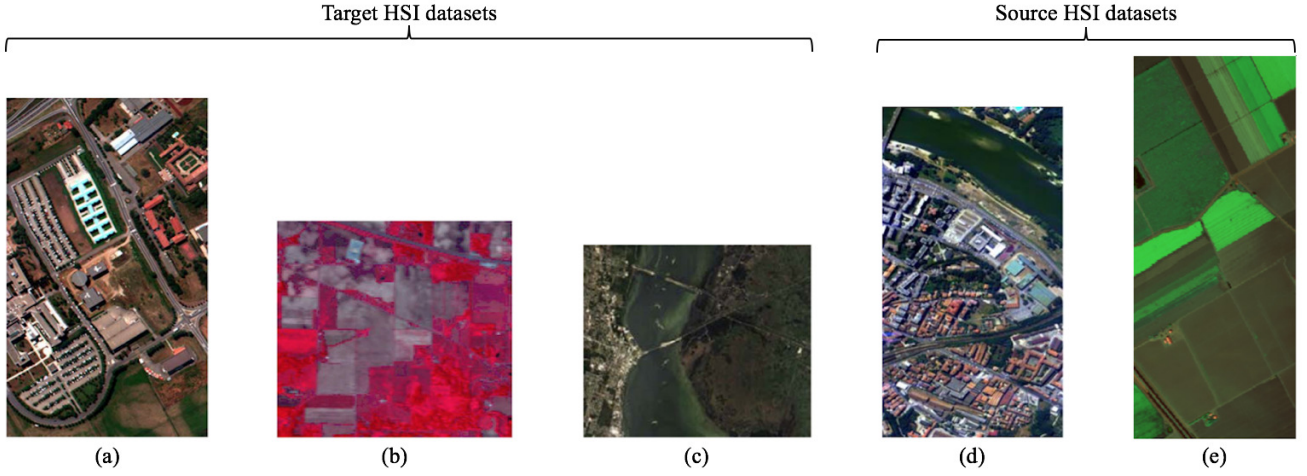 Target HSI datasets
Source HSI datasets
(a)
(b)
(c)
(d)
(e)